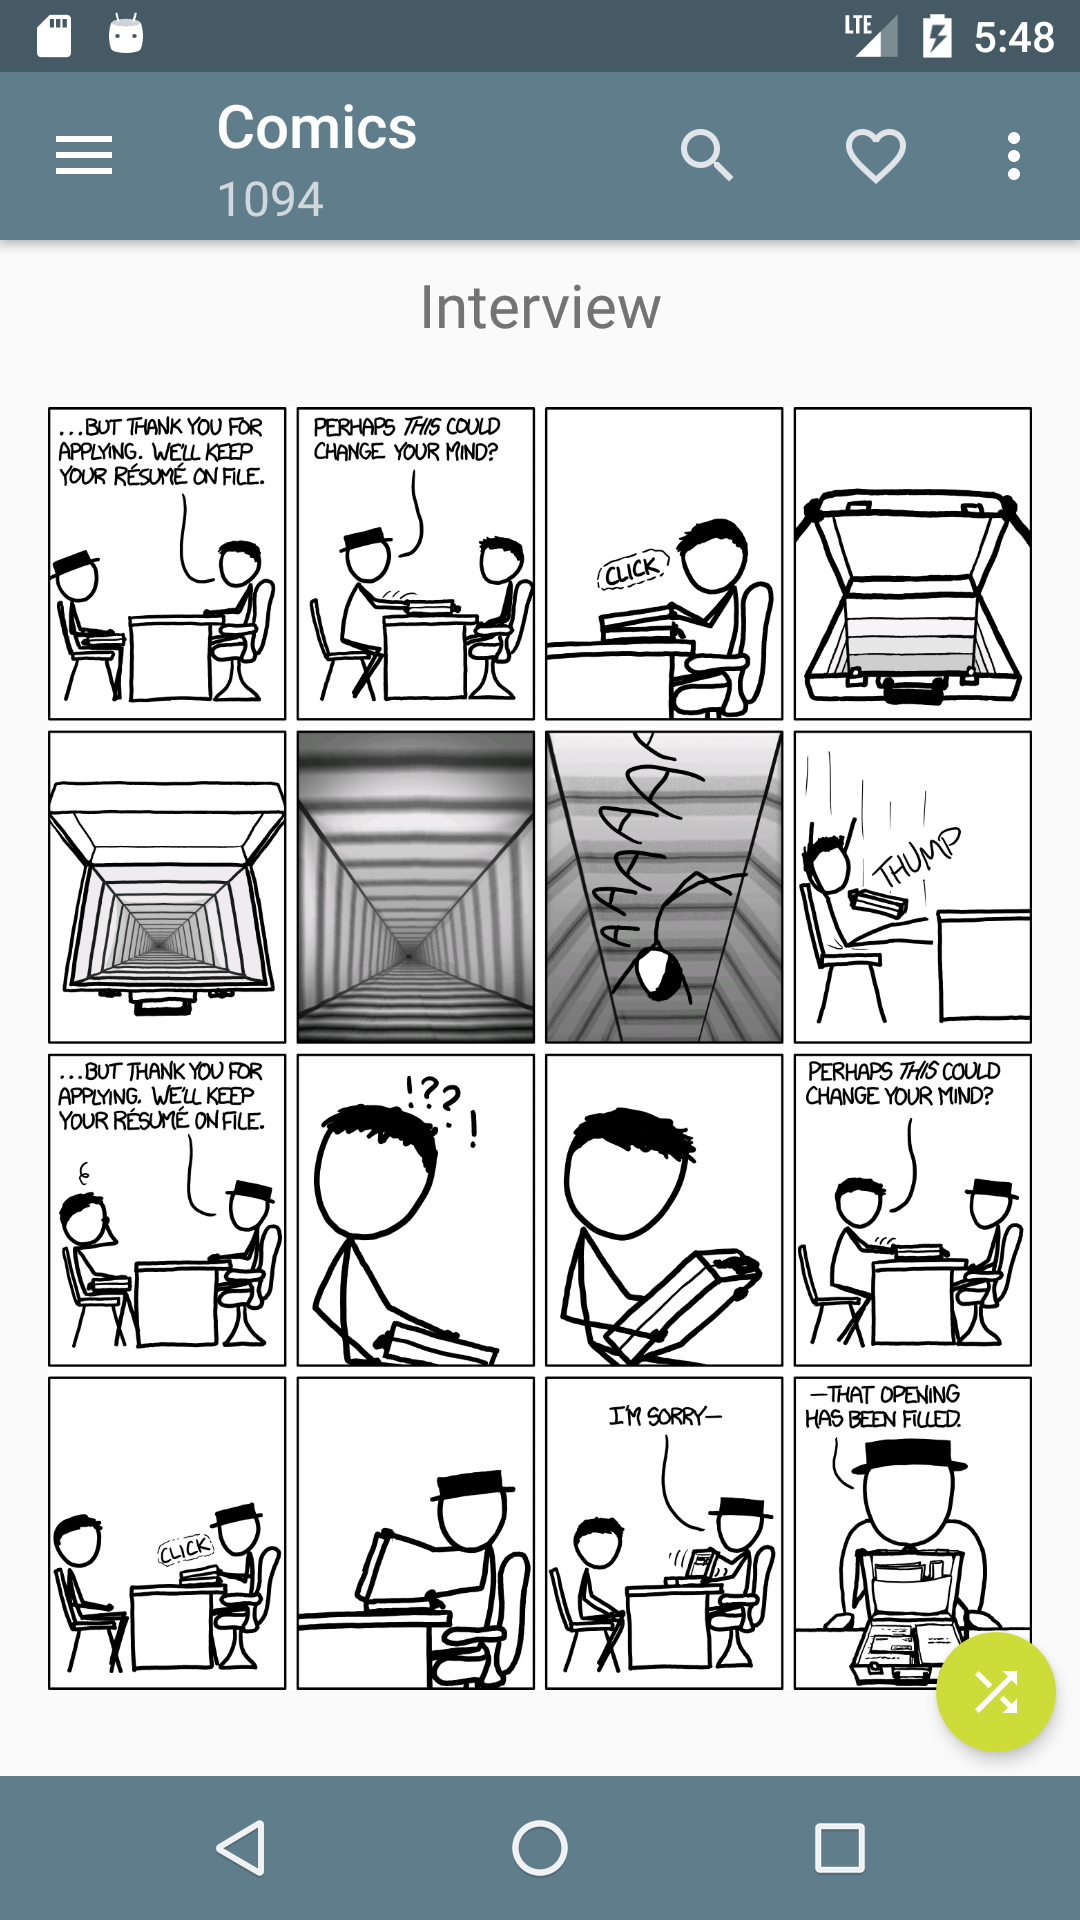 LTE 5:48
Comics
1094
Interview
...BUT THANK YOU FOR
APPLYING. WE'LL KEEP
YOUR RÉSUMÉ ON FILE.
PERHAPS THIS COULD
CHANGE YOUR MIND?
CLICK
AAAAAAA
THUMP
...BUT THANK YOU FOR
APPLYING. WE'LL KEEP
YOUR RÉSUMÉ ON FILE.
!??!
PERHAPS THIS COULD
CHANGE YOUR MIND?
CLICK
I'M SORRY—
—THAT OPENING
HAS BEEN FILLED.